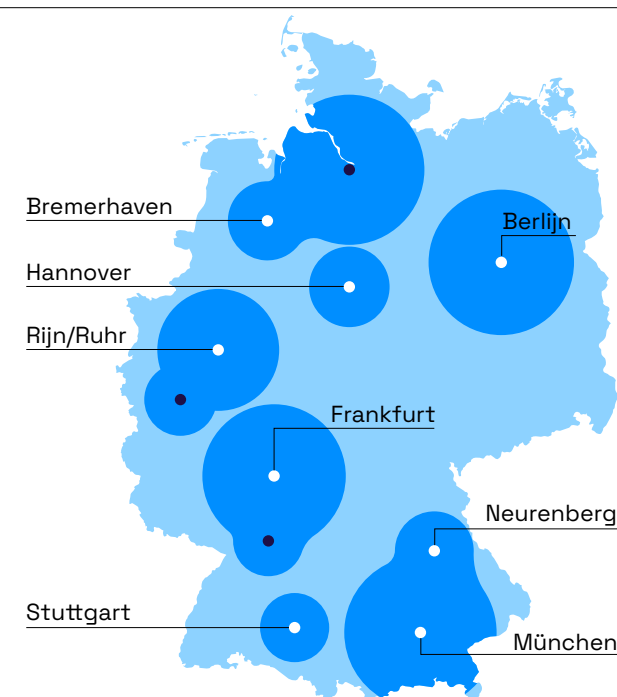 Bremerhaven
Berlijn
Hannover
Rijn/Ruhr
Frankfurt
Neurenberg
Stuttgart
München